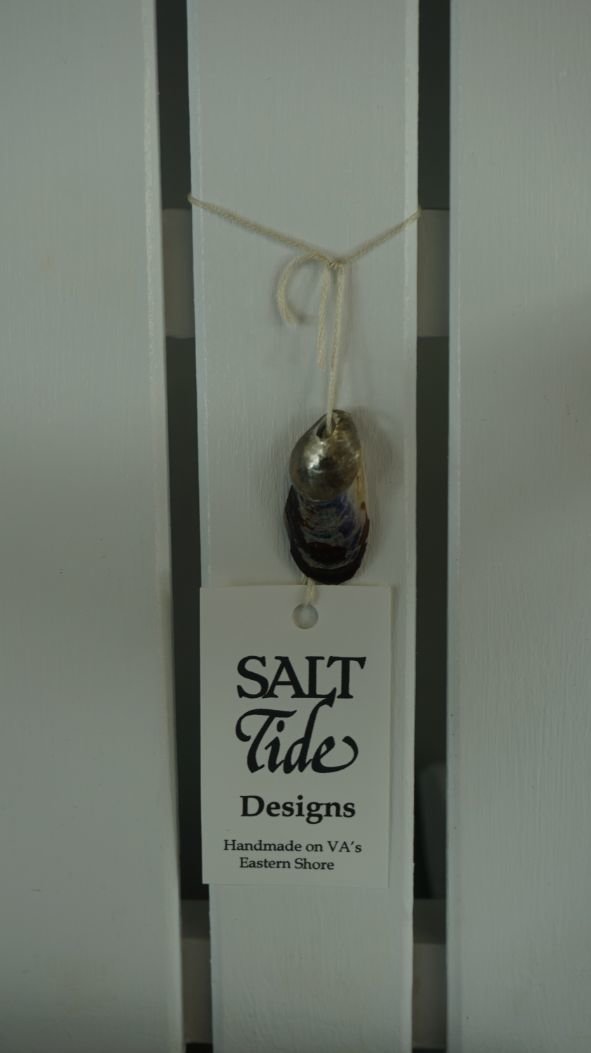 SALT
Tide
Designs
Handmade on VA's
Eastern Shore